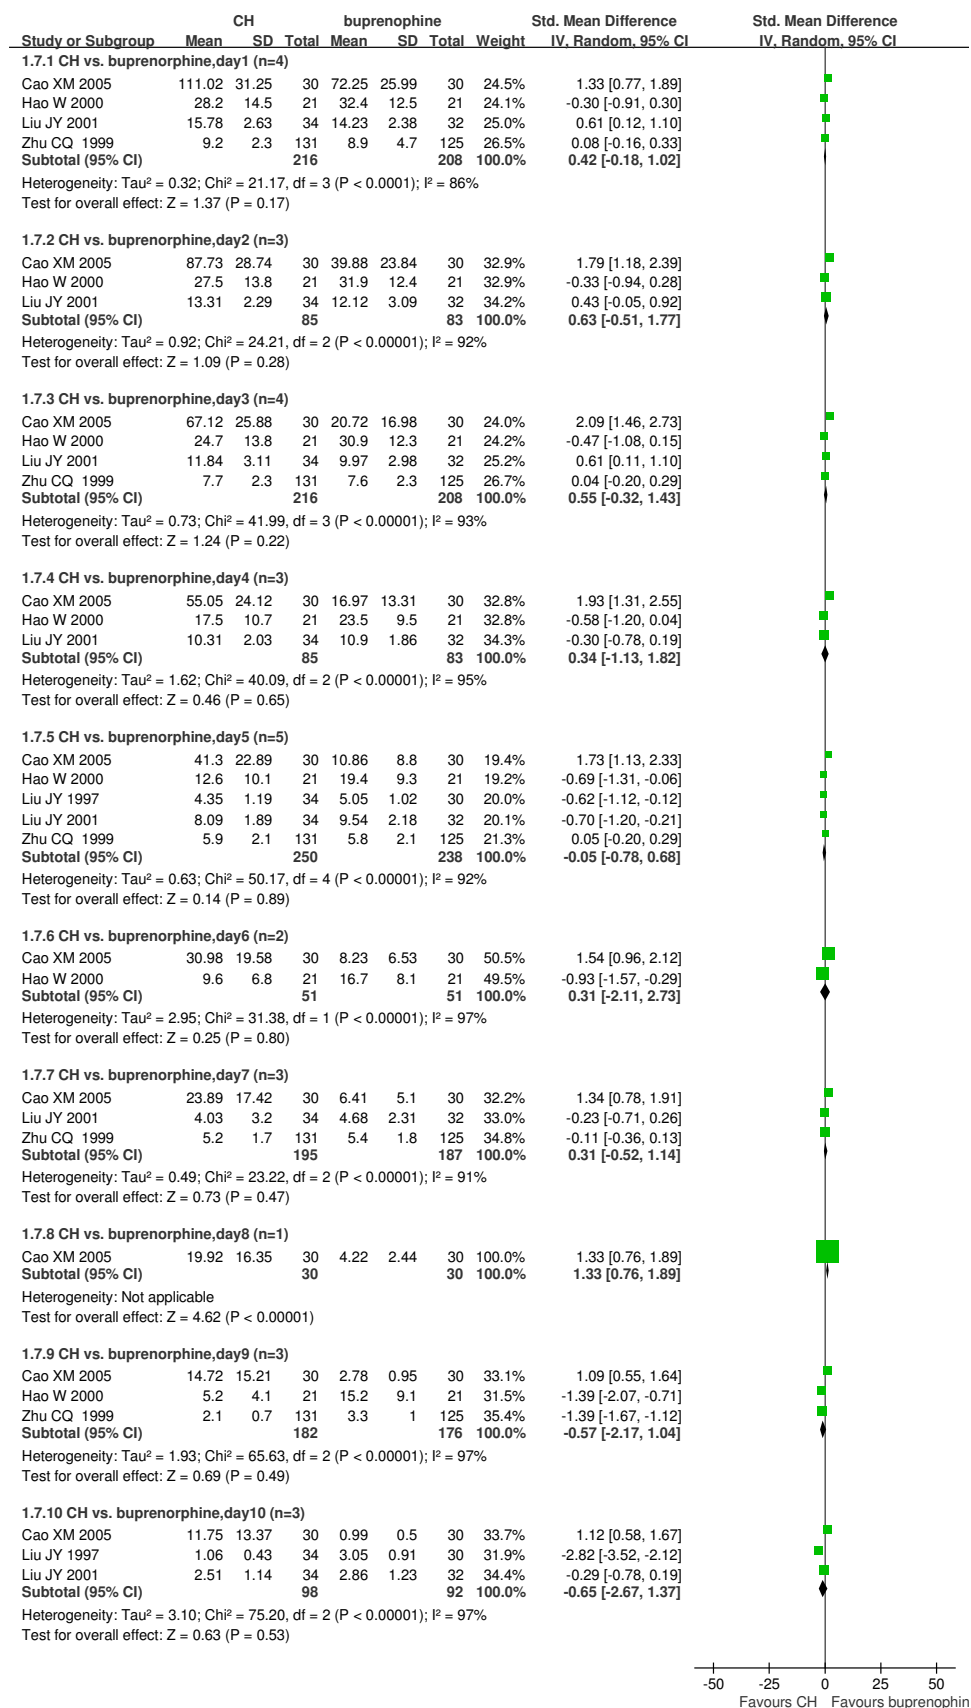 CH buprenophine Std. Mean Difference Std. Mean Difference
Study or Subgroup Mean SD Total Mean SD Total Weight IV, Random, 95% CI IV, Random, 95% CI
1.7.1 CH vs. buprenorphine,day1 (n=4)
Cao XM 2005 111.02 31.25 30 72.25 25.99 30 24.5% 1.33 [0.77, 1.89]
Hao W 2000 28.2 14.5 21 32.4 12.5 21 24.1% -0.30 [-0.91, 0.30]
Liu JY 2001 15.78 2.63 34 14.23 2.38 32 25.0% 0.61 [0.12, 1.10]
Zhu CQ 1999 9.2 2.3 131 8.9 4.7 125 26.5% 0.08 [-0.16, 0.33]
Subtotal (95% CI) 216 208 100.0% 0.42 [-0.18, 1.02]
Heterogeneity: Tau² = 0.32; Chi² = 21.17, df = 3 (P < 0.0001); I² = 86%
Test for overall effect: Z = 1.37 (P = 0.17)
1.7.2 CH vs. buprenorphine,day2 (n=3)
Cao XM 2005 87.73 28.74 30 39.88 23.84 30 32.9% 1.79 [1.18, 2.39]
Hao W 2000 27.5 13.8 21 31.9 12.4 21 32.9% -0.33 [-0.94, 0.28]
Liu JY 2001 13.31 2.29 34 12.12 3.09 32 34.2% 0.43 [-0.05, 0.92]
Subtotal (95% CI) 85 83 100.0% 0.63 [-0.51, 1.77]
Heterogeneity: Tau² = 0.92; Chi² = 24.21, df = 2 (P < 0.00001); I² = 92%
Test for overall effect: Z = 1.09 (P = 0.28)
1.7.3 CH vs. buprenorphine,day3 (n=4)
Cao XM 2005 67.12 25.88 30 20.72 16.98 30 24.0% 2.09 [1.46, 2.73]
Hao W 2000 24.7 13.8 21 30.9 12.3 21 24.2% -0.47 [-1.08, 0.15]
Liu JY 2001 11.84 3.11 34 9.97 2.98 32 25.2% 0.61 [0.11, 1.10]
Zhu CQ 1999 7.7 2.3 131 7.6 2.3 125 26.7% 0.04 [-0.20, 0.29]
Subtotal (95% CI) 216 208 100.0% 0.55 [-0.32, 1.43]
Heterogeneity: Tau² = 0.73; Chi² = 41.99, df = 3 (P < 0.00001); I² = 93%
Test for overall effect: Z = 1.24 (P = 0.22)
1.7.4 CH vs. buprenorphine,day4 (n=3)
Cao XM 2005 55.05 24.12 30 16.97 13.31 30 32.8% 1.93 [1.31, 2.55]
Hao W 2000 17.5 10.7 21 23.5 9.5 21 32.8% -0.58 [-1.20, 0.04]
Liu JY 2001 10.31 2.03 34 10.9 1.86 32 34.3% -0.30 [-0.78, 0.19]
Subtotal (95% CI) 85 83 100.0% 0.34 [-1.13, 1.82]
Heterogeneity: Tau² = 1.62; Chi² = 40.09, df = 2 (P < 0.00001); I² = 95%
Test for overall effect: Z = 0.46 (P = 0.65)
1.7.5 CH vs. buprenorphine,day5 (n=5)
Cao XM 2005 41.3 22.89 30 10.86 8.8 30 19.4% 1.73 [1.13, 2.33]
Hao W 2000 12.6 10.1 21 19.4 9.3 21 19.2% -0.69 [-1.31, -0.06]
Liu JY 1997 4.35 1.19 34 5.05 1.02 30 20.0% -0.62 [-1.12, -0.12]
Liu JY 2001 8.09 1.89 34 9.54 2.18 32 20.1% -0.70 [-1.20, -0.21]
Zhu CQ 1999 5.9 2.1 131 5.8 2.1 125 21.3% 0.05 [-0.20, 0.29]
Subtotal (95% CI) 250 238 100.0% -0.05 [-0.78, 0.68]
Heterogeneity: Tau² = 0.63; Chi² = 50.17, df = 4 (P < 0.00001); I² = 92%
Test for overall effect: Z = 0.14 (P = 0.89)
1.7.6 CH vs. buprenorphine,day6 (n=2)
Cao XM 2005 30.98 19.58 30 8.23 6.53 30 50.5% 1.54 [0.96, 2.12]
Hao W 2000 9.6 6.8 21 16.7 8.1 21 49.5% -0.93 [-1.57, -0.29]
Subtotal (95% CI) 51 51 100.0% 0.31 [-2.11, 2.73]
Heterogeneity: Tau² = 2.95; Chi² = 31.38, df = 1 (P < 0.00001); I² = 97%
Test for overall effect: Z = 0.25 (P = 0.80)
1.7.7 CH vs. buprenorphine,day7 (n=3)
Cao XM 2005 23.89 17.42 30 6.41 5.1 30 32.2% 1.34 [0.78, 1.91]
Liu JY 2001 4.03 3.2 34 4.68 2.31 32 33.0% -0.23 [-0.71, 0.26]
Zhu CQ 1999 5.2 1.7 131 5.4 1.8 125 34.8% -0.11 [-0.36, 0.13]
Subtotal (95% CI) 195 187 100.0% 0.31 [-0.52, 1.14]
Heterogeneity: Tau² = 0.49; Chi² = 23.22, df = 2 (P < 0.00001); I² = 91%
Test for overall effect: Z = 0.73 (P = 0.47)
1.7.8 CH vs. buprenorphine,day8 (n=1)
Cao XM 2005 19.92 16.35 30 4.22 2.44 30 100.0% 1.33 [0.76, 1.89]
Subtotal (95% CI) 30 30 100.0% 1.33 [0.76, 1.89]
Heterogeneity: Not applicable
Test for overall effect: Z = 4.62 (P < 0.00001)
1.7.9 CH vs. buprenorphine,day9 (n=3)
Cao XM 2005 14.72 15.21 30 2.78 0.95 30 33.1% 1.09 [0.55, 1.64]
Hao W 2000 5.2 4.1 21 15.2 9.1 21 31.5% -1.39 [-2.07, -0.71]
Zhu CQ 1999 2.1 0.7 131 3.3 1 125 35.4% -1.39 [-1.67, -1.12]
Subtotal (95% CI) 182 176 100.0% -0.57 [-2.17, 1.04]
Heterogeneity: Tau² = 1.93; Chi² = 65.63, df = 2 (P < 0.00001); I² = 97%
Test for overall effect: Z = 0.69 (P = 0.49)
1.7.10 CH vs. buprenorphine,day10 (n=3)
Cao XM 2005 11.75 13.37 30 0.99 0.5 30 33.7% 1.12 [0.58, 1.67]
Liu JY 1997 1.06 0.43 34 3.05 0.91 30 31.9% -2.82 [-3.52, -2.12]
Liu JY 2001 2.51 1.14 34 2.86 1.23 32 34.4% -0.29 [-0.78, 0.19]
Subtotal (95% CI) 98 92 100.0% -0.65 [-2.67, 1.37]
Heterogeneity: Tau² = 3.10; Chi² = 75.20, df = 2 (P < 0.00001); I² = 97%
Test for overall effect: Z = 0.63 (P = 0.53)
-50 -25 0 25 50
Favours CH Favours buprenophin